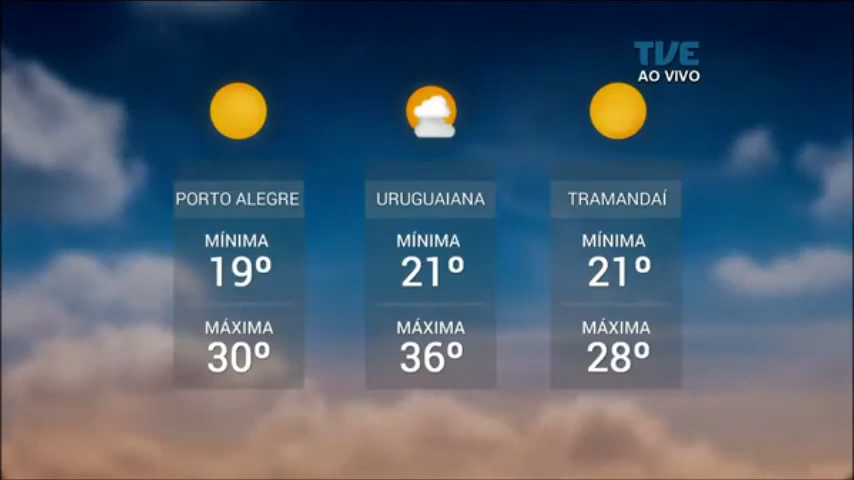 TVE
AO VIVO
PORTO ALEGRE
MÍNIMA
19º
MÁXIMA
30º
URUGUAIANA
MÍNIMA
21º
MÁXIMA
36º
TRAMANDAÍ
MÍNIMA
21º
MÁXIMA
28º